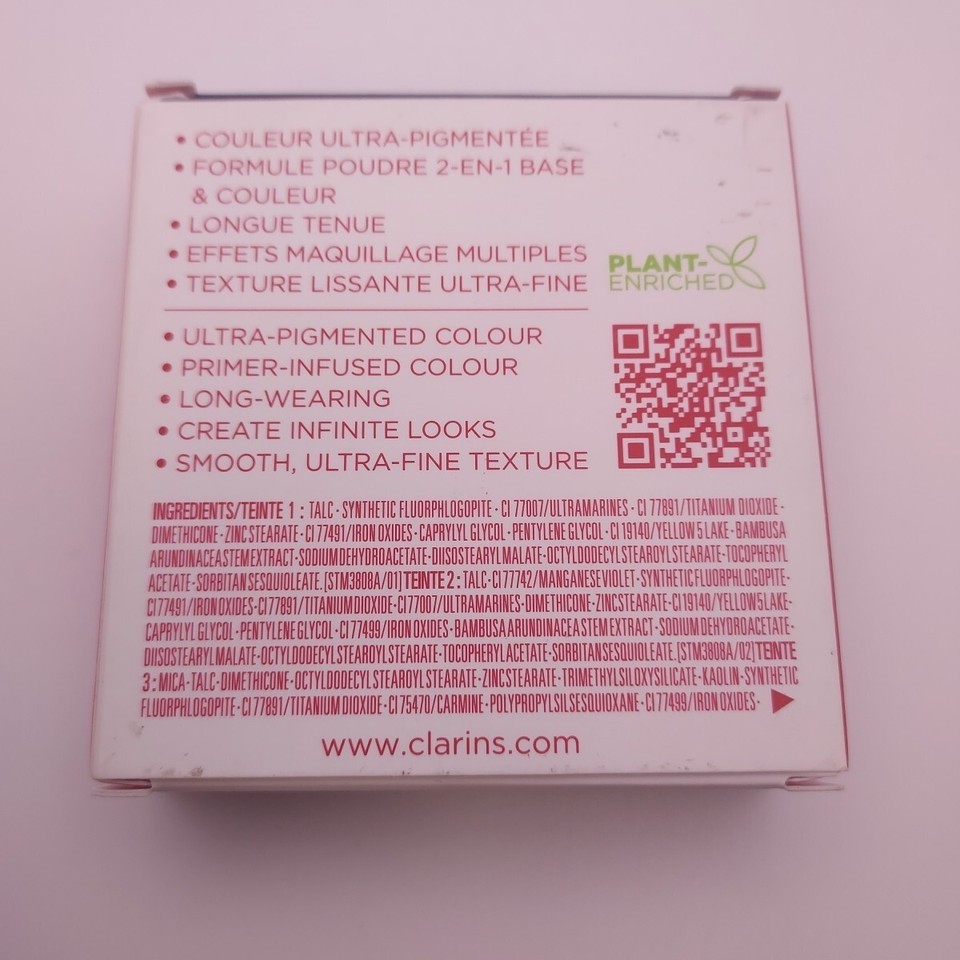 • COULEUR ULTRA-PIGMENTÉE
• FORMULE POUDRE 2-EN-1 BASE
& COULEUR
• LONGUE TENUE
• EFFETS MAQUILLAGE MULTIPLES
• TEXTURE LISSANTE ULTRA-FINE
PLANT-
ENRICHED
• ULTRA-PIGMENTED COLOUR
• PRIMER-INFUSED COLOUR
• LONG-WEARING
• CREATE INFINITE LOOKS
• SMOOTH, ULTRA-FINE TEXTURE
INGREDIENTS/TEINTE 1 : TALC · SYNTHETIC FLUORPHLOGOPITE · CI 77007/ULTRAMARINES · CI 77891/TITANIUM DIOXIDE ·
DIMETHICONE · ZINC STEARATE · CI 77491/IRON OXIDES · CAPRYLYL GLYCOL · PENTYLENE GLYCOL · CI 19140/YELLOW 5 LAKE · BAMBUSA
ARUNDINACEA STEM EXTRACT · SODIUM DEHYDROACETATE · DIISOSTEARYL MALATE · OCTYLDODECYL STEAROYL STEARATE · TOCOPHERYL
ACETATE · SORBITAN SESQUIOLEATE. [STM3808A/01] TEINTE 2 : TALC · CI 77742/MANGANESE VIOLET · SYNTHETIC FLUORPHLOGOPITE ·
CI 77491/IRON OXIDES · CI 77891/TITANIUM DIOXIDE · CI 77007/ULTRAMARINES · DIMETHICONE · ZINC STEARATE · CI 19140/YELLOW 5 LAKE ·
CAPRYLYL GLYCOL · PENTYLENE GLYCOL · CI 77499/IRON OXIDES · BAMBUSA ARUNDINACEA STEM EXTRACT · SODIUM DEHYDROACETATE ·
DIISOSTEARYL MALATE · OCTYLDODECYL STEAROYL STEARATE · TOCOPHERYL ACETATE · SORBITAN SESQUIOLEATE. [STM3808A/02] TEINTE
3 : MICA · TALC · DIMETHICONE · OCTYLDODECYL STEAROYL STEARATE · ZINC STEARATE · TRIMETHYLSILOXYSILICATE · KAOLIN · SYNTHETIC
FLUORPHLOGOPITE · CI 77891/TITANIUM DIOXIDE · CI 75470/CARMINE · POLYPROPYLSILSESQUIOXANE · CI 77499/IRON OXIDES ·
www.clarins.com